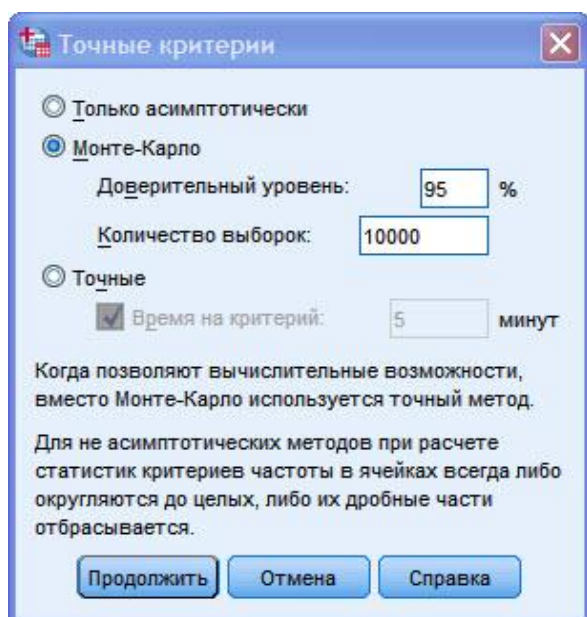 Точные критерии
Только асимптотически
Монте-Карло
Доверительный уровень: 95 %
Количество выборок: 10000
Точные
Время на критерий: 5 минут
Когда позволяют вычислительные возможности,
вместо Монте-Карло используется точный метод.
Для не асимптотических методов при расчете
статистик критериев частоты в ячейках всегда либо
округляются до целых, либо их дробные части
отбрасывается.
Продолжить Отмена Справка